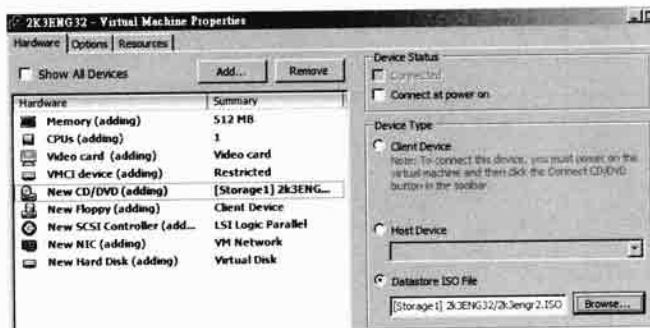 2K3ENG32 - Virtual Machine Properties
Hardware Options Resources
Show All Devices Add... Remove
Hardware Summary
Memory (adding) 512 MB
CPUs (adding) 1
Video card (adding) Video card
VMCI device (adding) Restricted
New CD/DVD (adding) [Storage1] 2k3ENG...
New Floppy (adding) Client Device
New SCSI Controller (add... LSI Logic Parallel
New NIC (adding) VM Network
New Hard Disk (adding) Virtual Disk
Device Status
Connected
Connect at power on
Device Type
Client Device
Note: To connect this device, you must power on the
virtual machine and then click the Connect CD/DVD
button in the toolbar
Host Device
Datastore ISO File
[Storage1] 2k3ENG32/2k3engr2.ISO Browse...